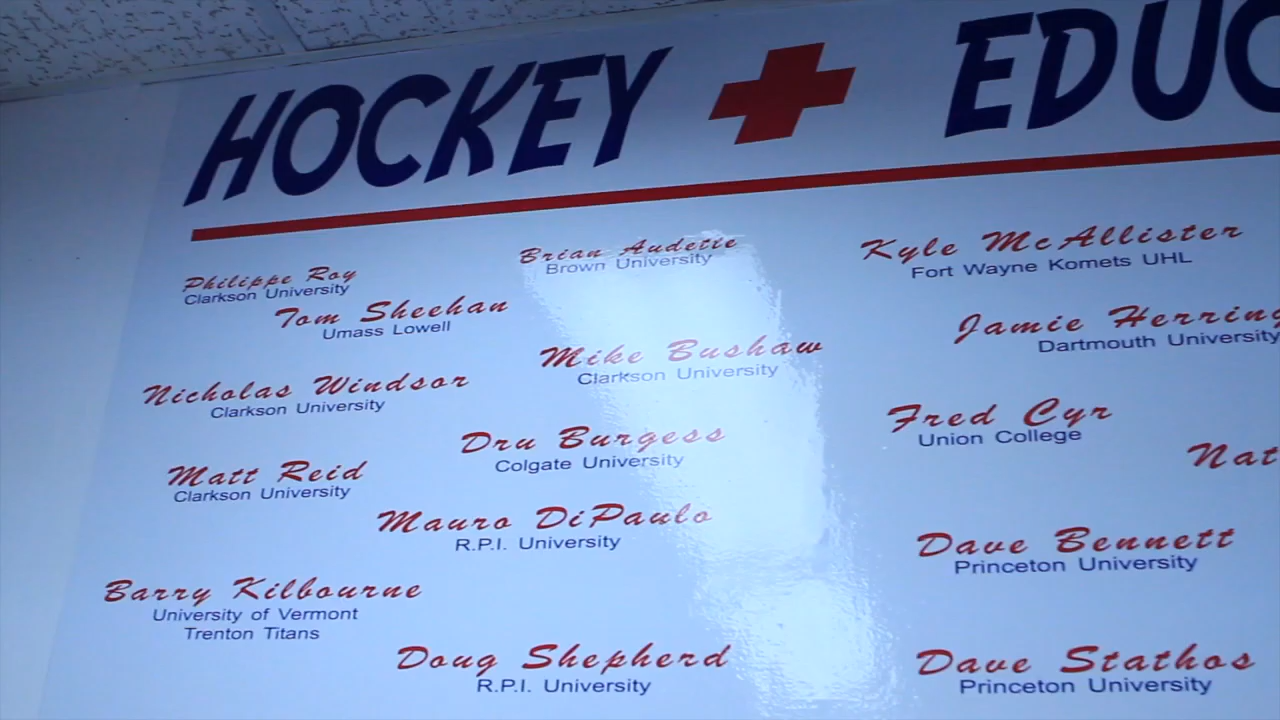 HOCKEY + EDUC
Philippe Roy
Clarkson University
Tom Sheehan
Umass Lowell
Nicholas Windsor
Clarkson University
Matt Reid
Clarkson University
Mauro DiPaulo
R.P.I. University
Barry Kilbourne
University of Vermont
Trenton Titans
Doug Shepherd
R.P.I. University
Brian Audette
Brown University
Mike Bushaw
Clarkson University
Dru Burgess
Colgate University
Kyle McAllister
Fort Wayne Komets UHL
Jamie Herring
Dartmouth University
Fred Cyr
Union College
Nat
Dave Bennett
Princeton University
Dave Stathos
Princeton University